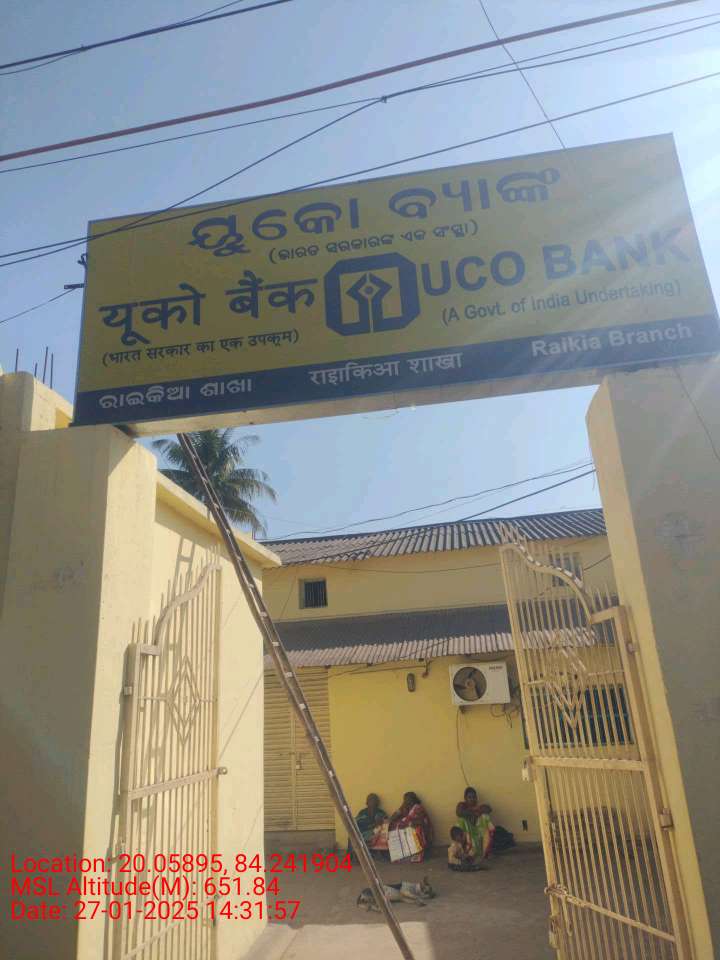 ୟୁକୋ ବ୍ୟାଙ୍କ
(ଭାରତ ସରକାରଙ୍କ ଏକ ସଂସ୍ଥା)
यूको बैंक UCO BANK
(भारत सरकार का एक उपक्रम) (A Govt. of India Undertaking)
ରାଇକିଆ ଶାଖା राइकिआ शाखा Raikia Branch
Location: 20.05895, 84.241904
MSL Altitude(M): 651.84
Date: 27-01-2025 14:31:57